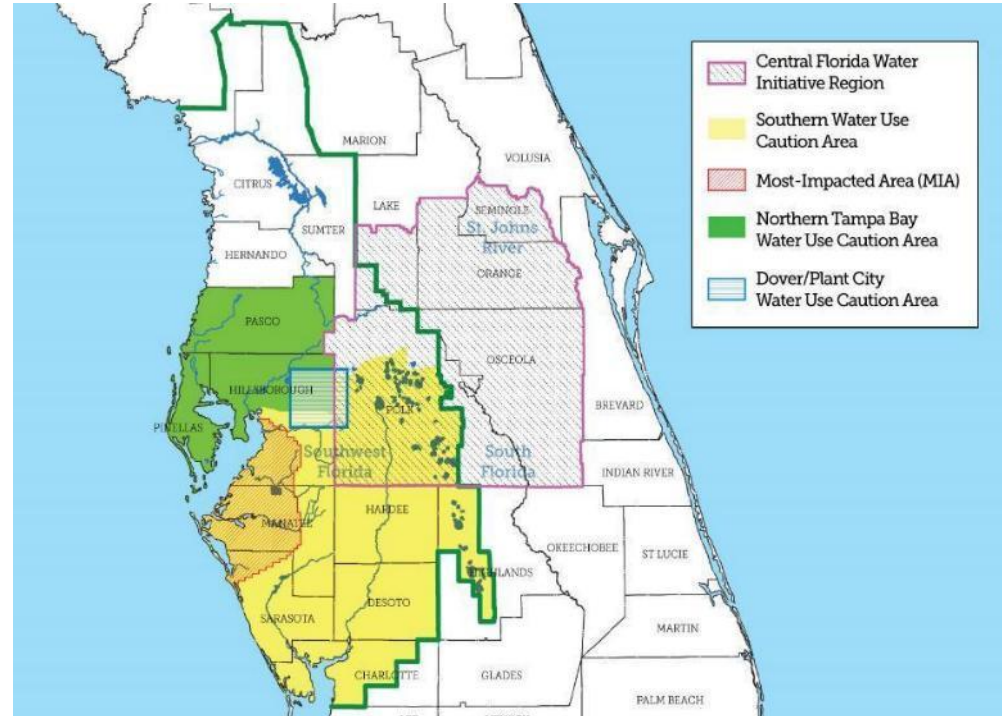 Central Florida Water
Initiative Region
Southern Water Use
Caution Area
Most-Impacted Area (MIA)
Northern Tampa Bay
Water Use Caution Area
Dover/Plant City
Water Use Caution Area
MARION
VOLUSIA
CITRUS
LAKE
SEMINOLE
St. Johns
River
SUMTER
HERNANDO
ORANGE
PASCO
OSCEOLA
HILLSBOROUGH
POLK
BREVARD
PINELLAS
Southwest
Florida
South
Florida
INDIAN RIVER
HARDEE
MANATEE
OKEECHOBEE
ST LUCIE
HIGHLANDS
DESOTO
SARASOTA
MARTIN
CHARLOTTE
GLADES
PALM BEACH